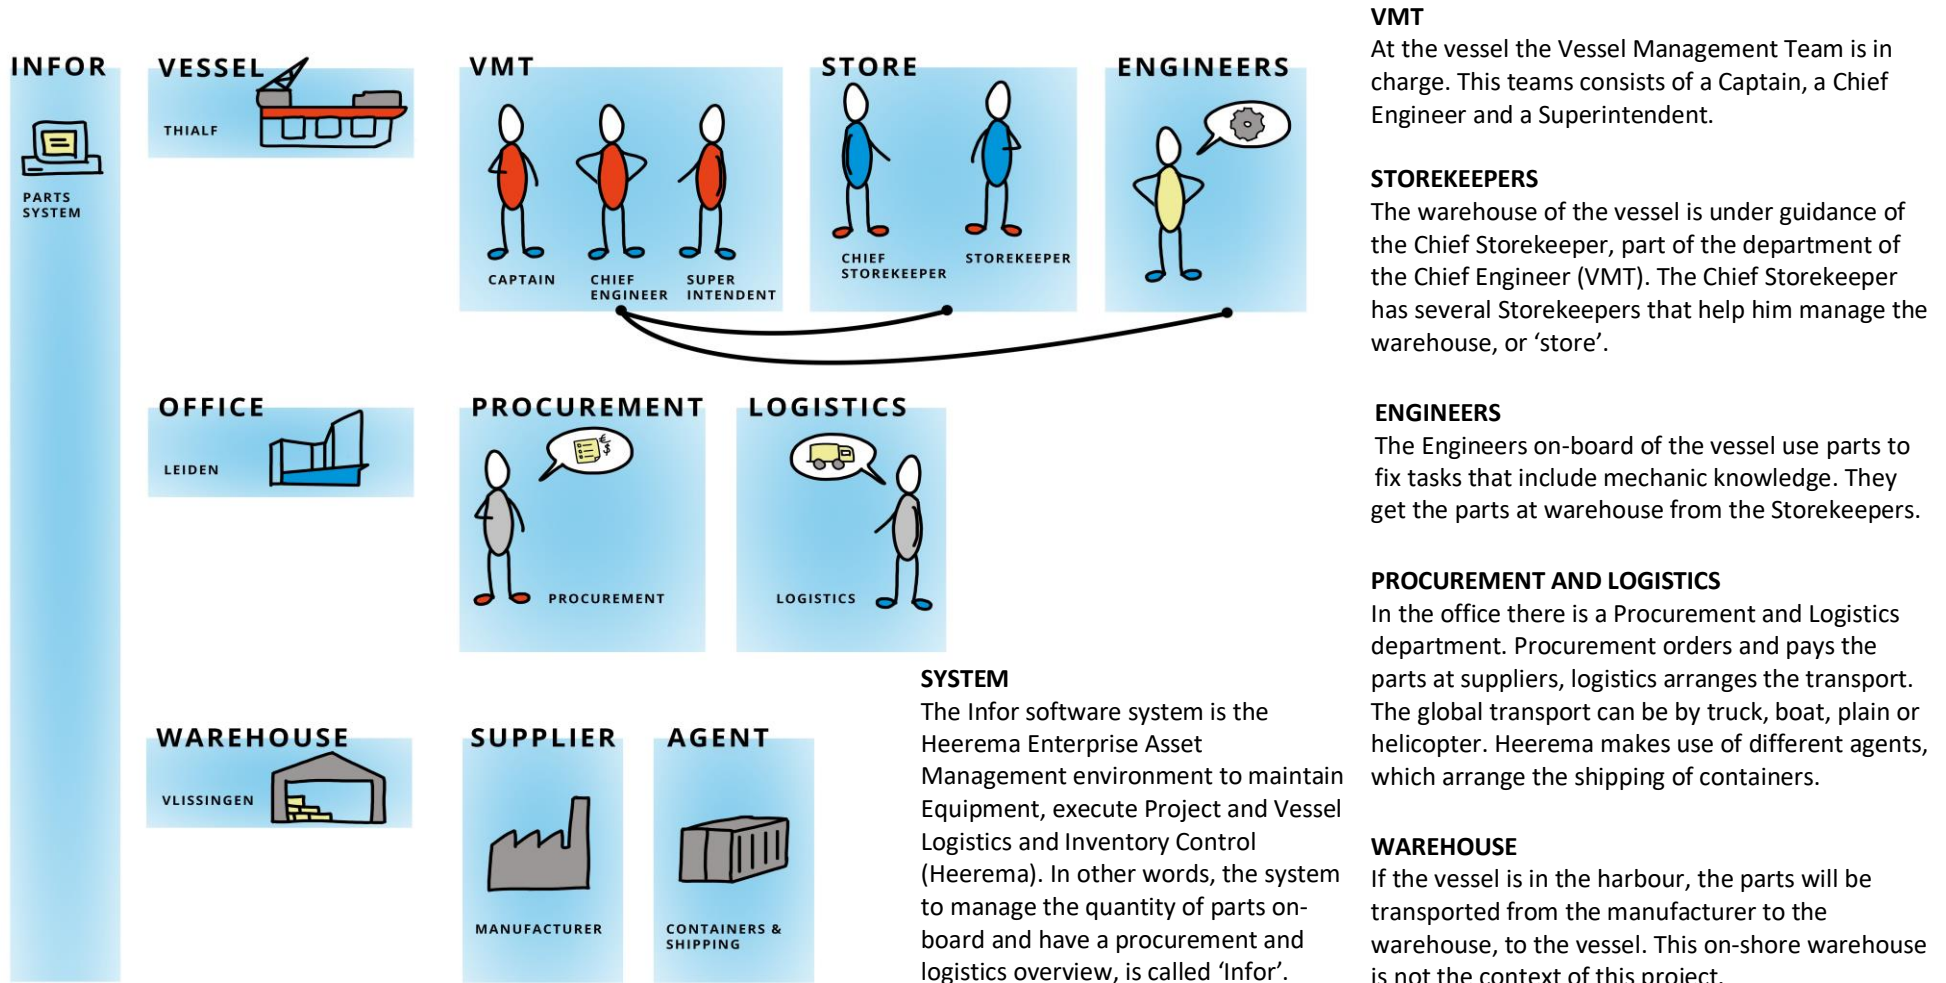 INFOR
PARTS
SYSTEM
VESSEL
THIALF
VMT
CAPTAIN
CHIEF
ENGINEER
SUPER
INTENDENT
STORE
CHIEF
STOREKEEPER
STOREKEEPER
ENGINEERS
OFFICE
LEIDEN
PROCUREMENT
€
$
PROCUREMENT
LOGISTICS
LOGISTICS
WAREHOUSE
VLISSINGEN
SUPPLIER
MANUFACTURER
AGENT
CONTAINERS &
SHIPPING
SYSTEM
The Infor software system is the
Heerema Enterprise Asset
Management environment to maintain
Equipment, execute Project and Vessel
Logistics and Inventory Control
(Heerema). In other words, the system
to manage the quantity of parts on-
board and have a procurement and
logistics overview, is called ‘Infor’.
VMT
At the vessel the Vessel Management Team is in
charge. This teams consists of a Captain, a Chief
Engineer and a Superintendent.
STOREKEEPERS
The warehouse of the vessel is under guidance of
the Chief Storekeeper, part of the department of
the Chief Engineer (VMT). The Chief Storekeeper
has several Storekeepers that help him manage the
warehouse, or ‘store’.
ENGINEERS
The Engineers on-board of the vessel use parts to
fix tasks that include mechanic knowledge. They
get the parts at warehouse from the Storekeepers.
PROCUREMENT AND LOGISTICS
In the office there is a Procurement and Logistics
department. Procurement orders and pays the
parts at suppliers, logistics arranges the transport.
The global transport can be by truck, boat, plain or
helicopter. Heerema makes use of different agents,
which arrange the shipping of containers.
WAREHOUSE
If the vessel is in the harbour, the parts will be
transported from the manufacturer to the
warehouse, to the vessel. This on-shore warehouse
is not the context of this project.